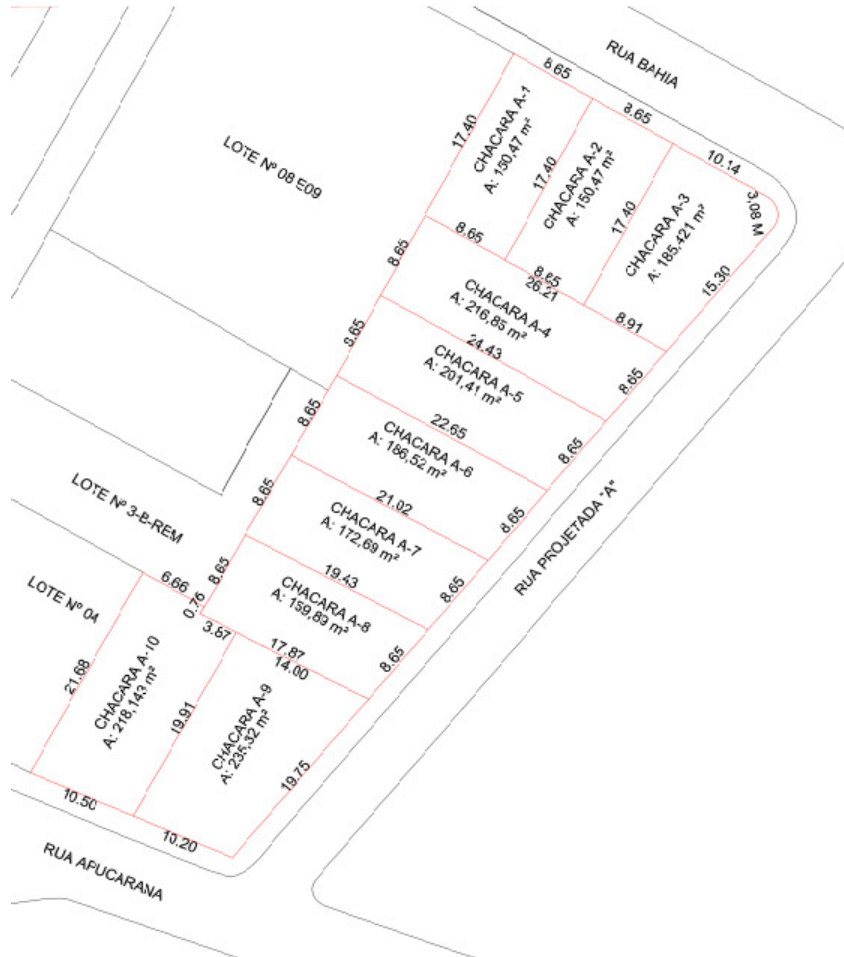 RUA BAHIA
8.65
8.65
10.14
3,08 M
CHACARA A-1
A: 150,47 m²
17.40
CHACARA A-2
A: 150,47 m²
17.40
CHACARA A-3
A: 185,421 m²
17.40
15.30
LOTE Nº 08 E09
8.65
8.65
8.91
8.65
26.21
CHACARA A-4
A: 216,85 m²
8.65
8.65
24.43
CHACARA A-5
A: 201,41 m²
8.65
8.65
22.65
CHACARA A-6
A: 186,52 m²
8.65
8.65
21.02
CHACARA A-7
A: 172,69 m²
8.65
8.65
19.43
CHACARA A-8
A: 159,89 m²
8.65
RUA PROJETADA "A"
LOTE Nº 3-B-REM
LOTE Nº 04
6.66
0.76
3.87
17.87
14.00
21.68
CHACARA A-10
A: 218,143 m²
19.91
CHACARA A-9
A: 235,32 m²
19.75
10.50
10.20
RUA APUCARANA